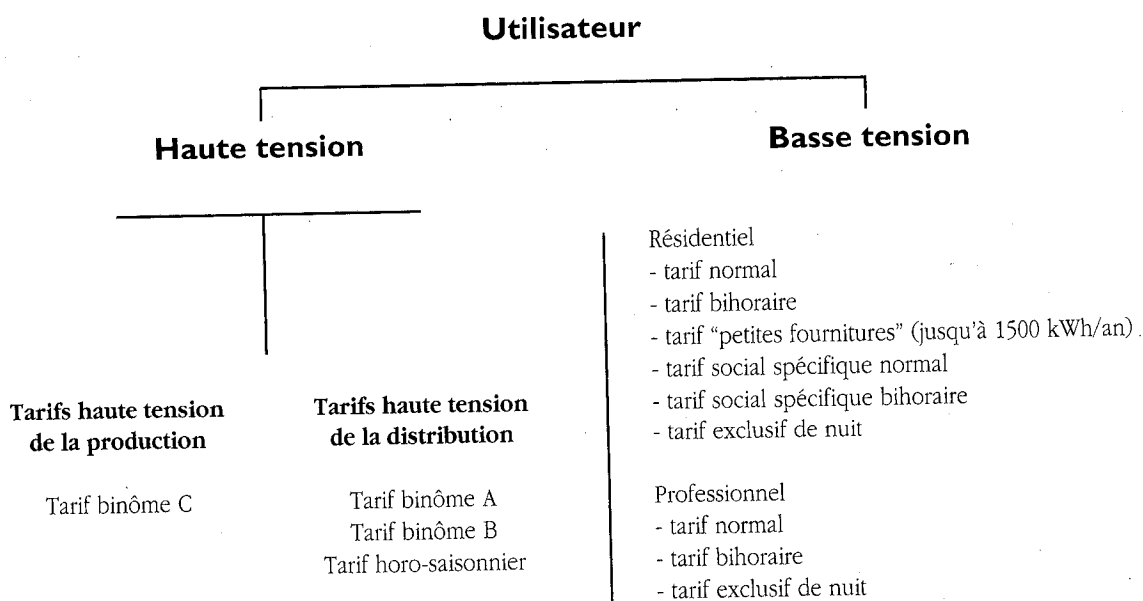 Utilisateur
Haute tension
Basse tension
Tarifs haute tension
de la production
Tarif binôme C
Tarifs haute tension
de la distribution
Tarif binôme A
Tarif binôme B
Tarif horo-saisonnier
Résidentiel
- tarif normal
- tarif bihoraire
- tarif “petites fournitures” (jusqu’à 1500 kWh/an)
- tarif social spécifique normal
- tarif social spécifique bihoraire
- tarif exclusif de nuit
Professionnel
- tarif normal
- tarif bihoraire
- tarif exclusif de nuit